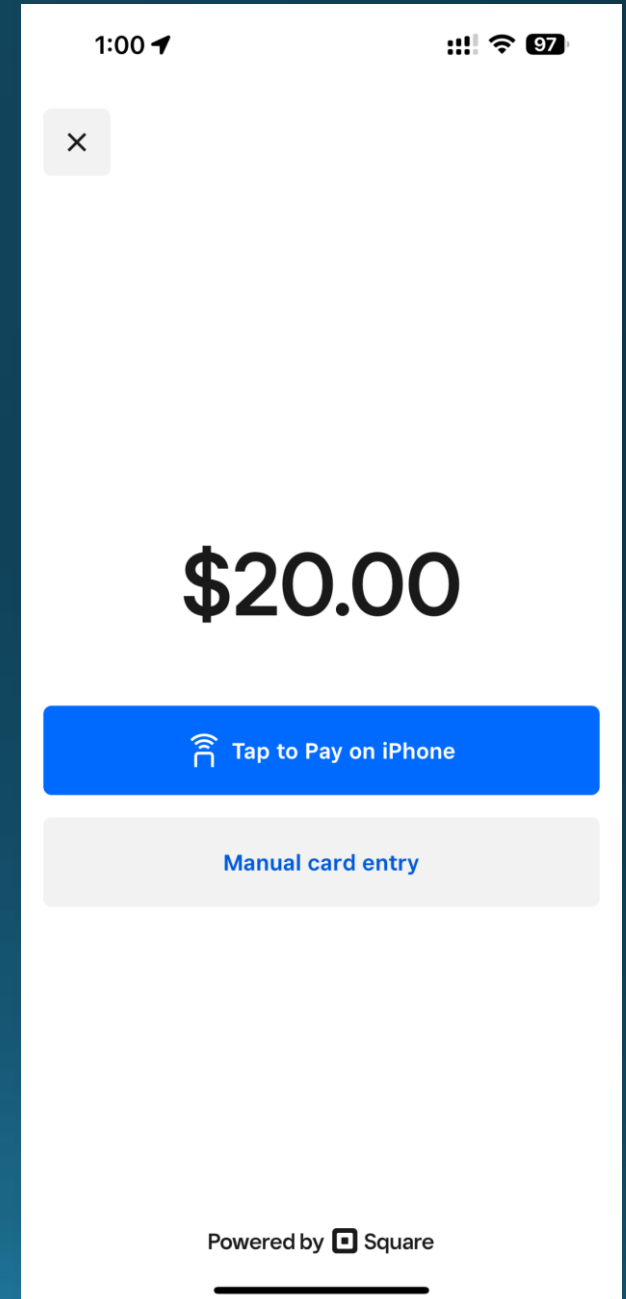 1:00
97
$20.00
Tap to Pay on iPhone
Manual card entry
Powered by Square